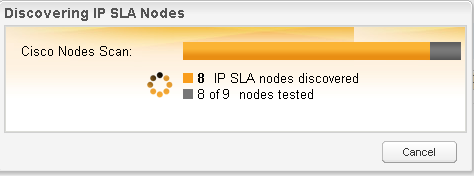 Discovering IP SLA Nodes
Cisco Nodes Scan:
8 IP SLA nodes discovered
8 of 9 nodes tested
Cancel